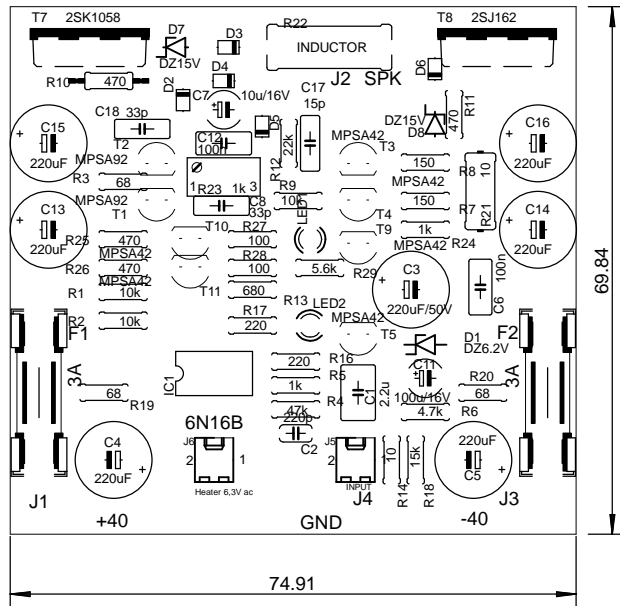 T7 2SK1058
D7
DZ15V
D3
R22
INDUCTOR
T8 2SJ162
J2 SPK
R10 470
D2
D4
C7 10u/16V
C17
15p
D6
DZ15V
D8
470 R11
C18 33p
C15
220uF
T2
MPSA92
C12
100n
D5
22k
R12
MPSA42
T3
150
R8
C16
220uF
R3 68
MPSA92
T1
1 3
R23 1k
C8
33p
R9
10k
LED1
MPSA42
150
R7
10
R21
T4
C13
220uF
C14
220uF
R25 470
MPSA42
T10
R27
100
T9
MPSA42
1k
R24
R26 470
MPSA42
R28
100
5.6k
R29
C3
220uF/50V
100n
C6
R1 10k
T11
680
R13
LED2
MPSA42
T5
R2 10k
R17
220
F1
3A
F2
3A
D1
DZ6.2V
IC1
220
R16
R5
1k
R4
47k
C1
2.2u
C11
100u/16V
R20
68
68
R19
4.7k
R6
220p
C2
6N16B
J6
2 1
Heater 6,3V ac
J5
2 1
INPUT
J4
10
R14
15k
R18
C4
220uF
220uF
C5
J1
J3
+40
GND
-40
69.84
74.91